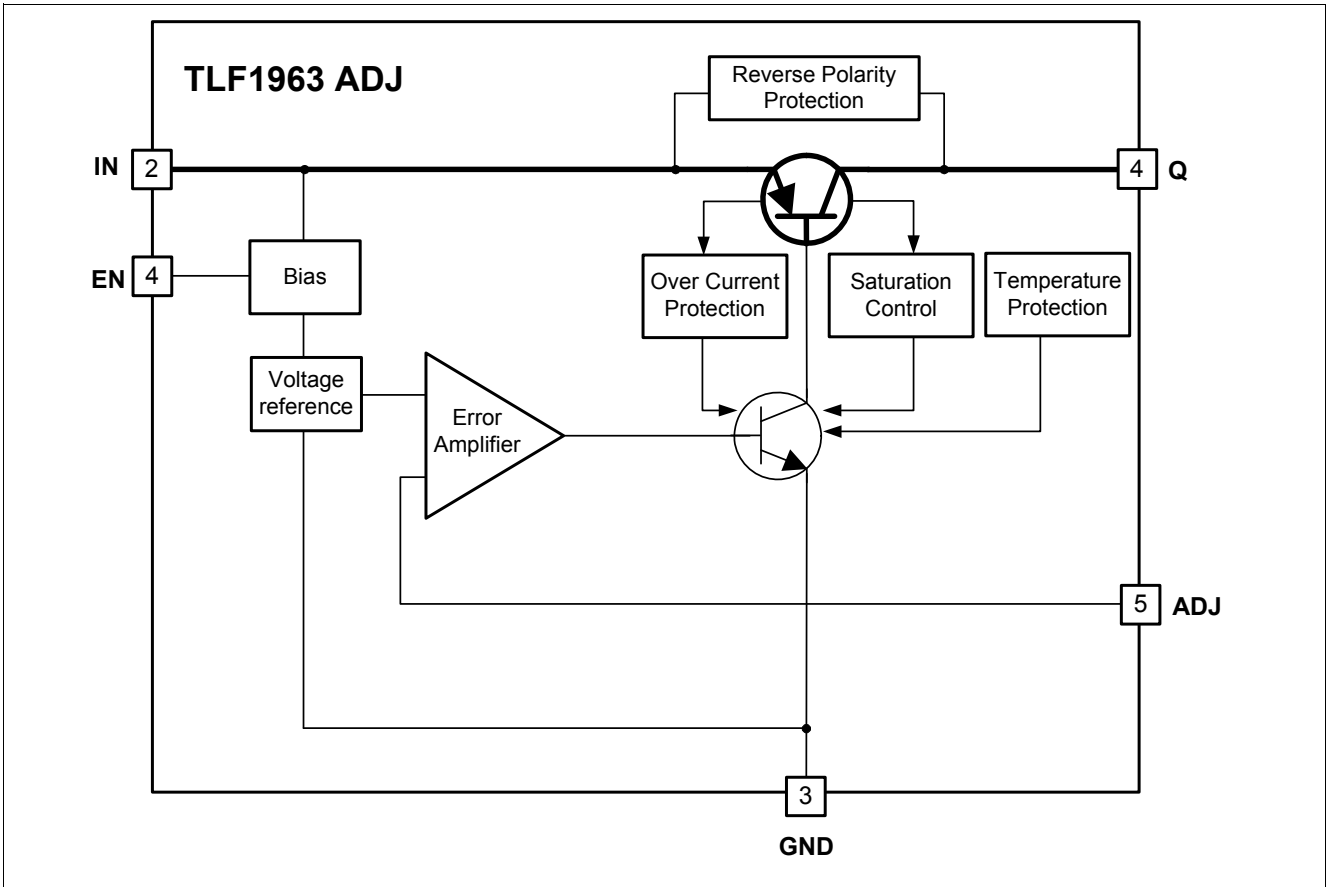 TLF1963 ADJ
Reverse Polarity
Protection
IN 2
4 Q
EN 4
Bias
Over Current
Protection
Saturation
Control
Temperature
Protection
Voltage
reference
Error
Amplifier
5 ADJ
3
GND